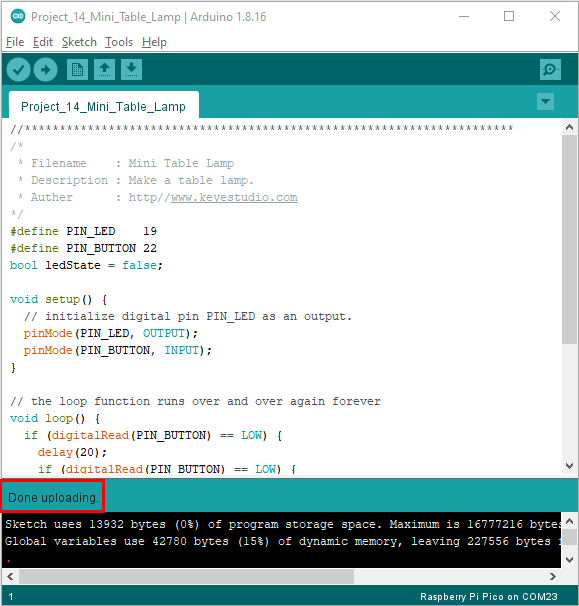 Project_14_Mini_Table_Lamp | Arduino 1.8.16
File Edit Sketch Tools Help
Project_14_Mini_Table_Lamp
//**********************************************************************
/*
 * Filename    : Mini Table Lamp
 * Description : Make a table lamp.
 * Auther      : http//www.keyestudio.com
*/
#define PIN_LED    19
#define PIN_BUTTON 22
bool ledState = false;

void setup() {
  // initialize digital pin PIN_LED as an output.
  pinMode(PIN_LED, OUTPUT);
  pinMode(PIN_BUTTON, INPUT);
}

// the loop function runs over and over again forever
void loop() {
  if (digitalRead(PIN_BUTTON) == LOW) {
    delay(20);
    if (digitalRead(PIN_BUTTON) == LOW) {
Done uploading.
Sketch uses 13932 bytes (0%) of program storage space. Maximum is 16777216 bytes
Global variables use 42780 bytes (15%) of dynamic memory, leaving 227556 bytes
.
1 Raspberry Pi Pico on COM23